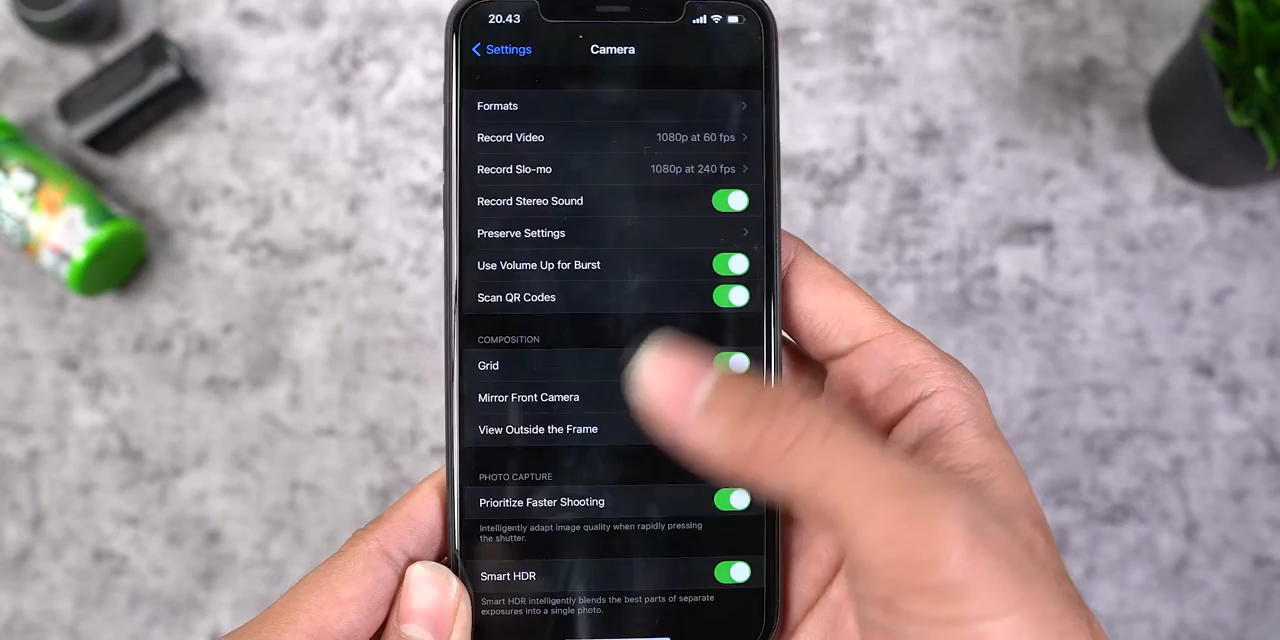 20.43
Settings
Camera
Formats
Record Video 1080p at 60 fps
Record Slo-mo 1080p at 240 fps
Record Stereo Sound
Preserve Settings
Use Volume Up for Burst
Scan QR Codes
COMPOSITION
Grid
Mirror Front Camera
View Outside the Frame
PHOTO CAPTURE
Prioritize Faster Shooting
Intelligently adapt image quality when rapidly pressing
the shutter.
Smart HDR
Smart HDR intelligently blends the best parts of separate
exposures into a single photo.